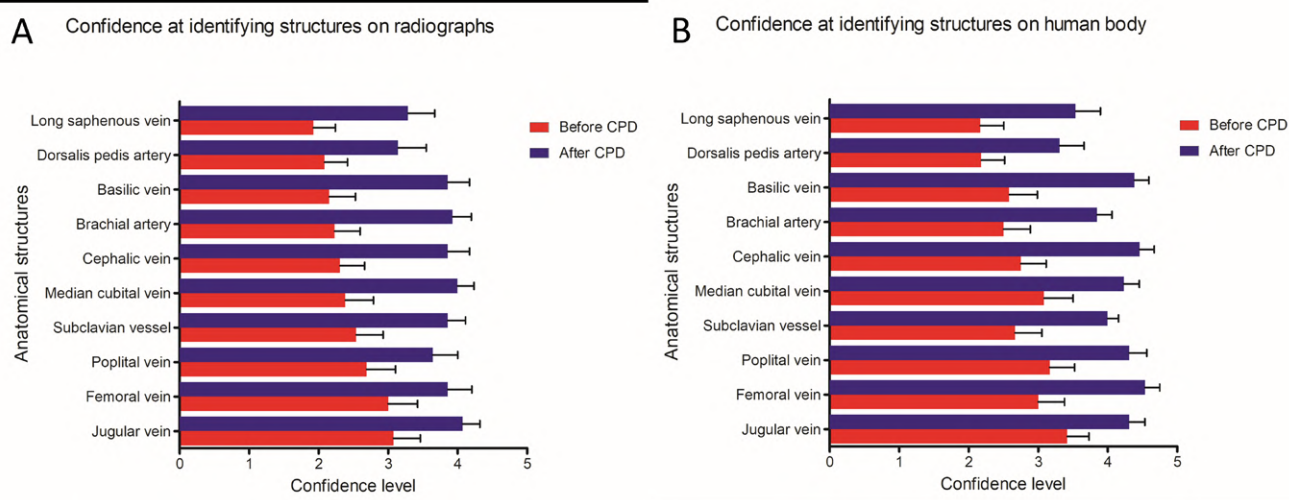 A Confidence at identifying structures on radiographs
Anatomical structures
Long saphenous vein
Dorsalis pedis artery
Basilic vein
Brachial artery
Cephalic vein
Median cubital vein
Subclavian vessel
Poplital vein
Femoral vein
Jugular vein
0 1 2 3 4 5
Confidence level
Before CPD
After CPD
B Confidence at identifying structures on human body
Anatomical structures
Long saphenous vein
Dorsalis pedis artery
Basilic vein
Brachial artery
Cephalic vein
Median cubital vein
Subclavian vessel
Poplital vein
Femoral vein
Jugular vein
0 1 2 3 4 5
Confidence level
Before CPD
After CPD